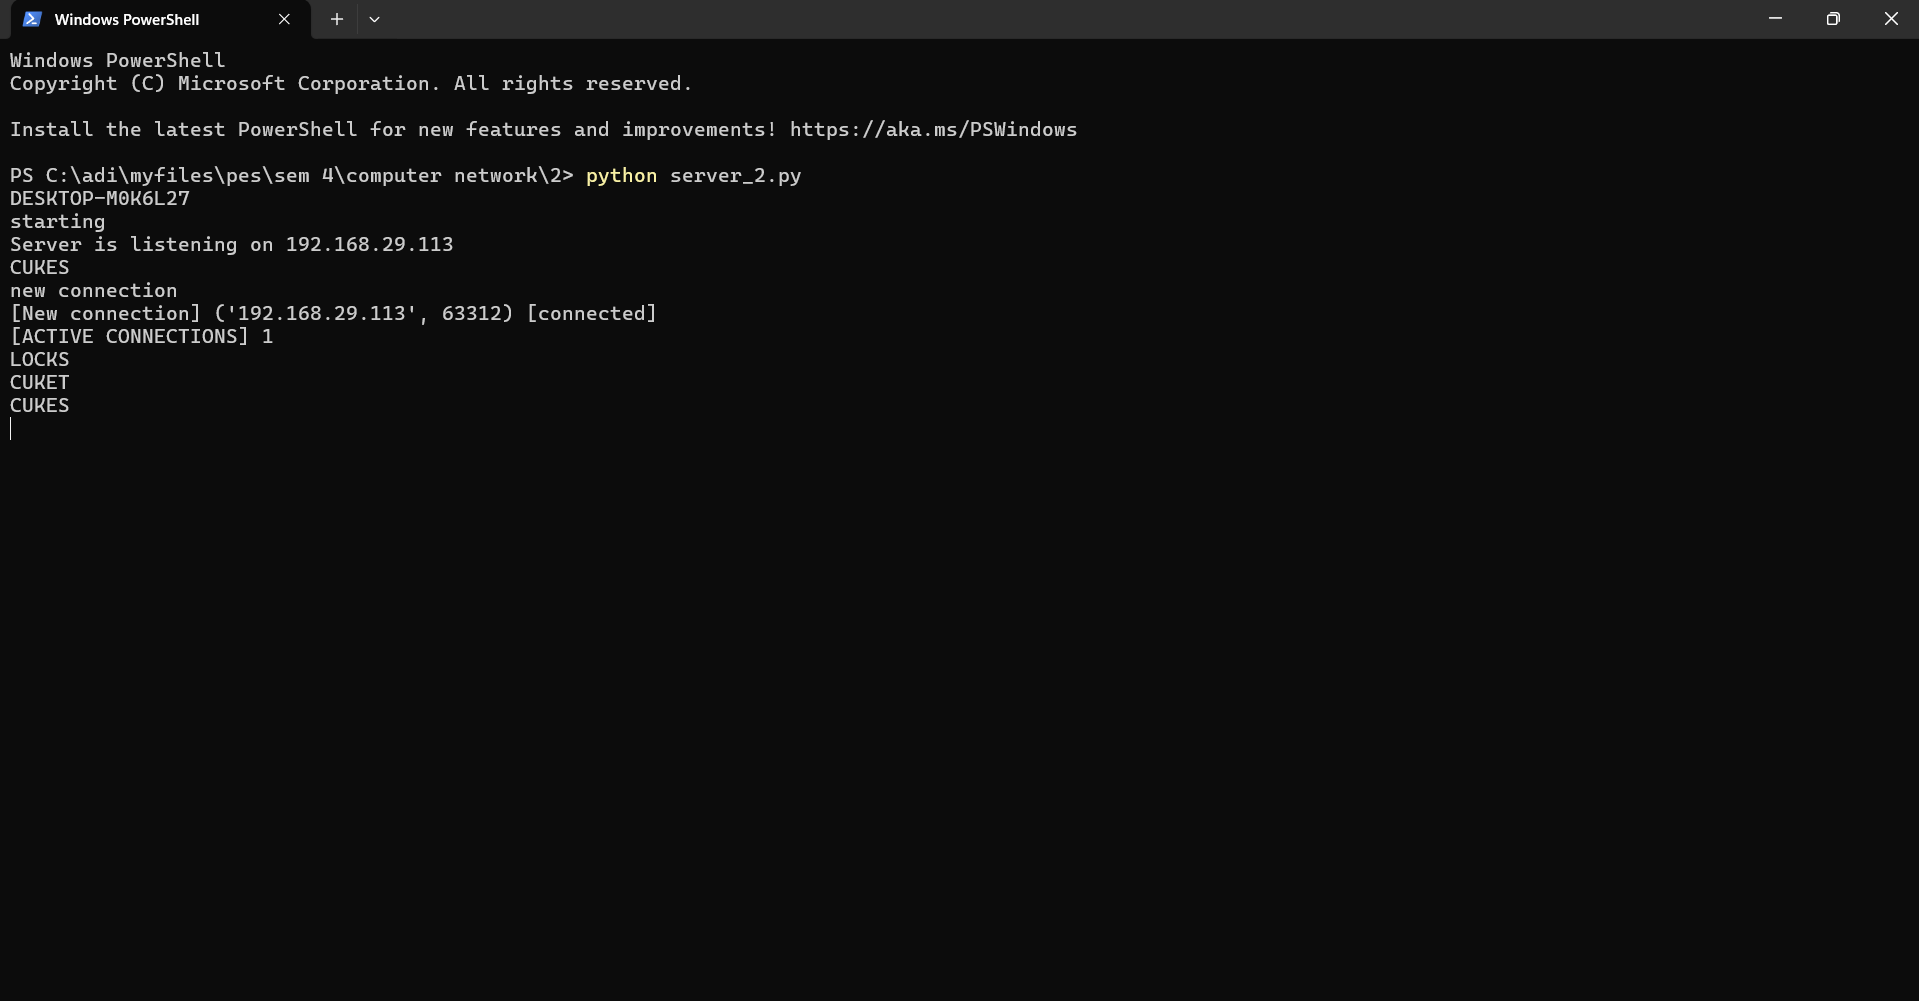 Windows PowerShell
Windows PowerShell
Copyright (C) Microsoft Corporation. All rights reserved.
Install the latest PowerShell for new features and improvements! https://aka.ms/PSWindows
PS C:\adi\myfiles\pes\sem 4\computer network\2> python server_2.py
DESKTOP-M0K6L27
starting
Server is listening on 192.168.29.113
CUKES
new connection
[New connection] ('192.168.29.113', 63312) [connected]
[ACTIVE CONNECTIONS] 1
LOCKS
CUKET
CUKES